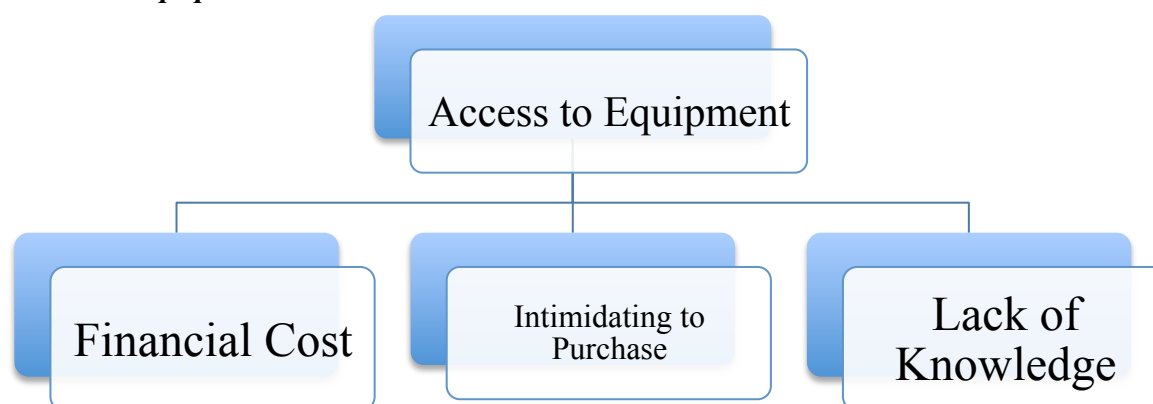 Access to Equipment
Financial Cost
Intimidating to
Purchase
Lack of
Knowledge